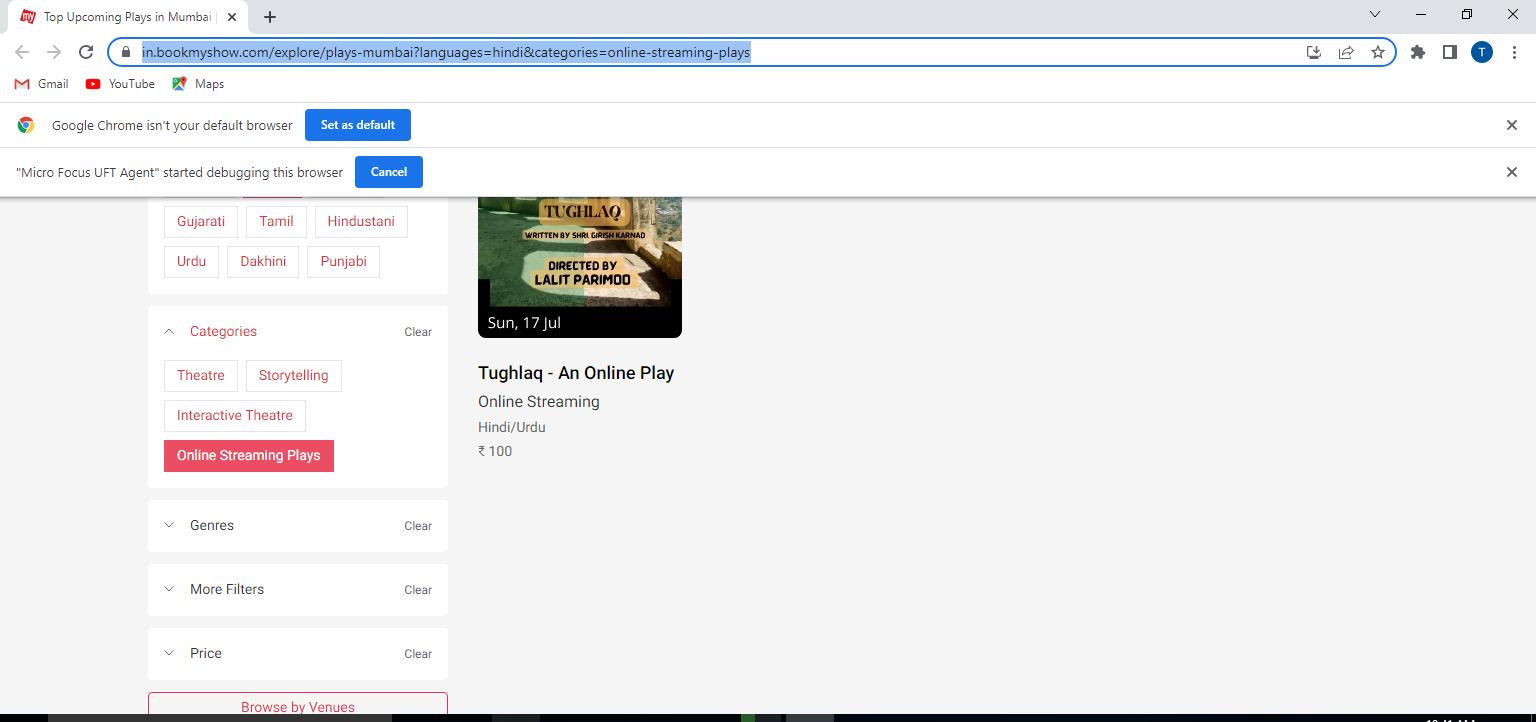 my Top Upcoming Plays in Mumbai |
in.bookmyshow.com/explore/plays-mumbai?languages=hindi&categories=online-streaming-plays
T
Gmail YouTube Maps
Google Chrome isn't your default browser Set as default
"Micro Focus UFT Agent" started debugging this browser Cancel
Gujarati Tamil Hindustani
Urdu Dakhini Punjabi
Categories Clear
Theatre Storytelling
Interactive Theatre
Online Streaming Plays
Genres Clear
More Filters Clear
Price Clear
Browse by Venues
TUGHLAQ
WRITTEN BY SHRI. GIRISH KARNAD
DIRECTED BY
LALIT PARIMOO
Sun, 17 Jul
Tughlaq - An Online Play
Online Streaming
Hindi/Urdu
₹ 100